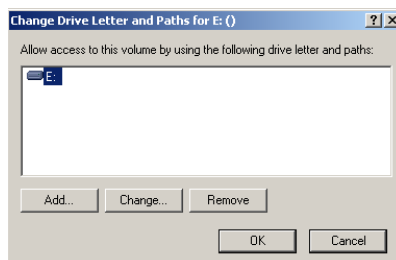 Change Drive Letter and Paths for E: ()
Allow access to this volume by using the following drive letter and paths:
E:
Add... Change... Remove
OK Cancel